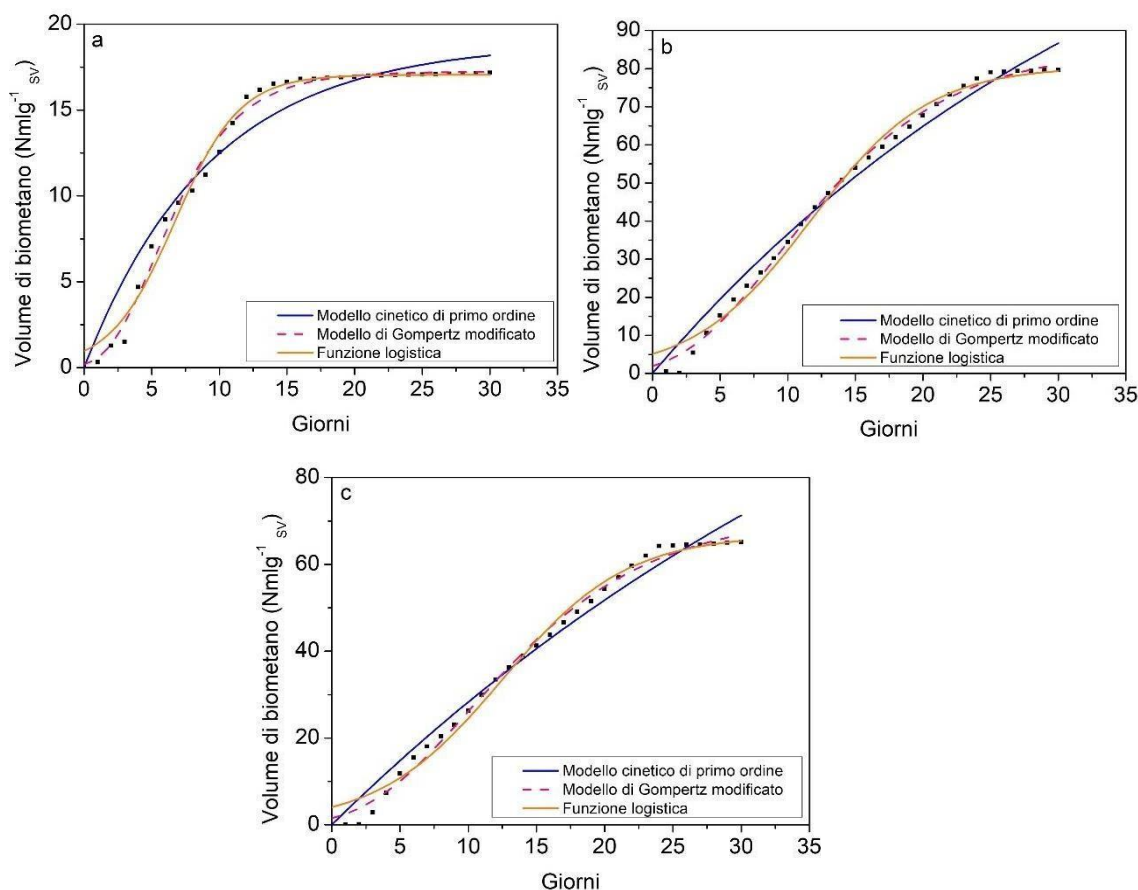 a
Volume di biometano (Nmlg⁻¹ SV)
20
15
10
5
0
0 5 10 15 20 25 30 35
Giorni
Modello cinetico di primo ordine
Modello di Gompertz modificato
Funzione logistica
b
Volume di biometano (Nmlg⁻¹ SV)
90
80
70
60
50
40
30
20
10
0
0 5 10 15 20 25 30 35
Giorni
Modello cinetico di primo ordine
Modello di Gompertz modificato
Funzione logistica
c
Volume di biometano (Nmlg⁻¹ SV)
80
60
40
20
0
0 5 10 15 20 25 30 35
Giorni
Modello cinetico di primo ordine
Modello di Gompertz modificato
Funzione logistica